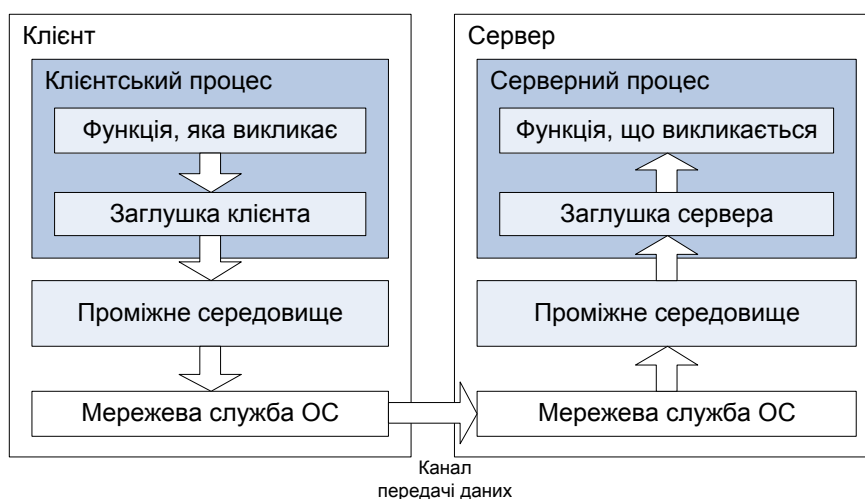 Клієнт
Клієнтський процес
Функція, яка викликає
Заглушка клієнта
Проміжне середовище
Мережева служба ОС
Сервер
Серверний процес
Функція, що викликається
Заглушка сервера
Проміжне середовище
Мережева служба ОС
Канал
передачі даних